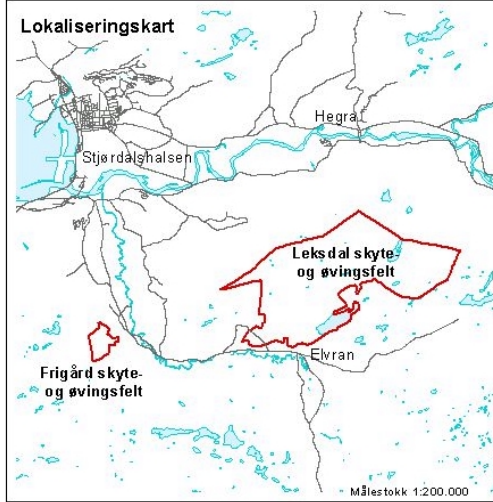 Lokaliseringskart
Hegra
Stjørdalshalsen
Leksdal skyte-
og øvingsfelt
Elvran
Frigård skyte-
og øvingsfelt
Målestokk 1:200.000